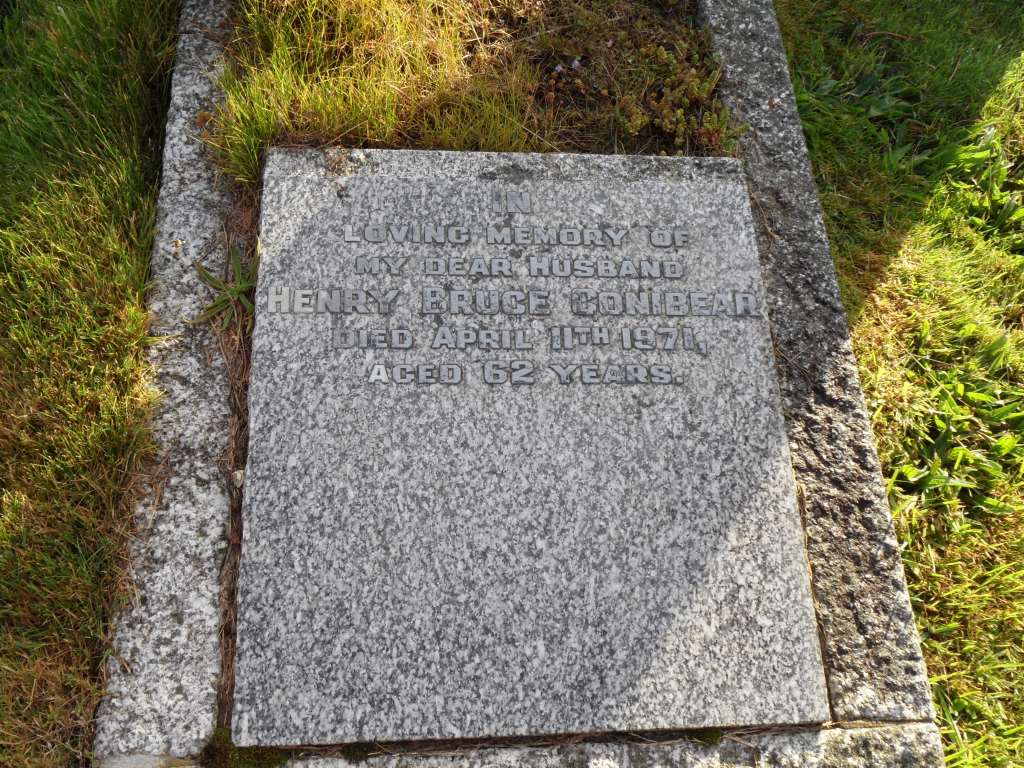 IN
LOVING MEMORY OF
MY DEAR HUSBAND
HENRY BRUCE CONIBEAR
DIED APRIL 11TH 1971,
AGED 62 YEARS.